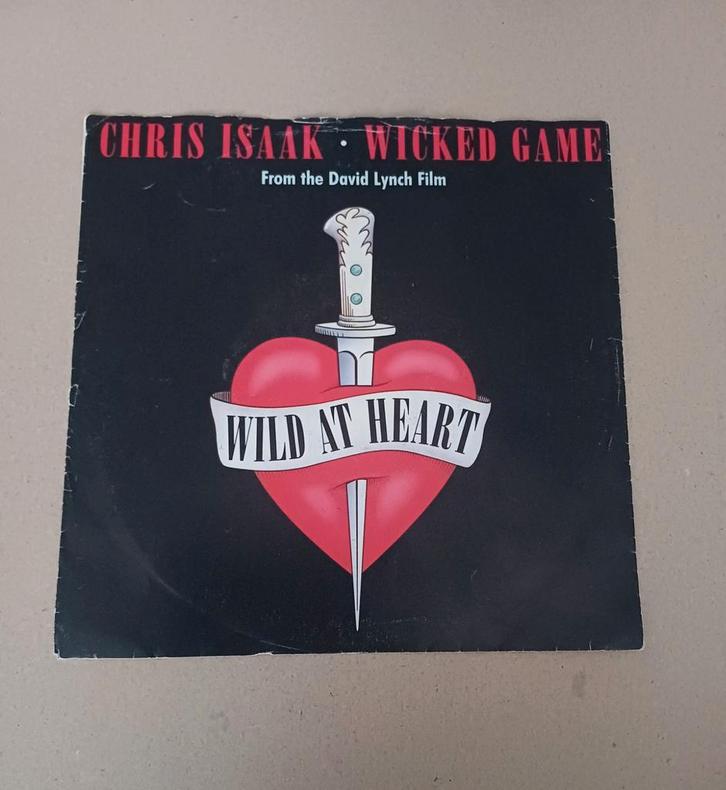 CHRIS ISAAK • WICKED GAME
From the David Lynch Film
WILD AT HEART